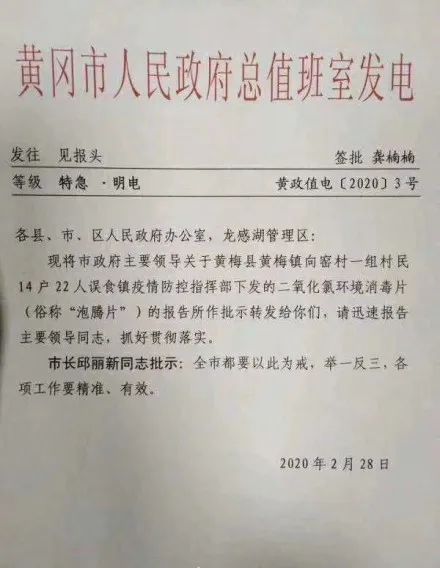 黄冈市人民政府总值班室发电
发往 见报头 签批 龚楠楠
等级 特急·明电 黄政值电〔2020〕3号
各县、市、区人民政府办公室，龙感湖管理区：
现将市政府主要领导关于黄梅县黄梅镇向窑村一组村民
14户22人误食镇疫情防控指挥部下发的二氧化氯环境消毒片
（俗称“泡腾片”）的报告所作批示转发给你们，请迅速报告
主要领导同志，抓好贯彻落实。
市长邱丽新同志批示：全市都要以此为戒，举一反三，各
项工作要精准、有效。
2020年2月28日